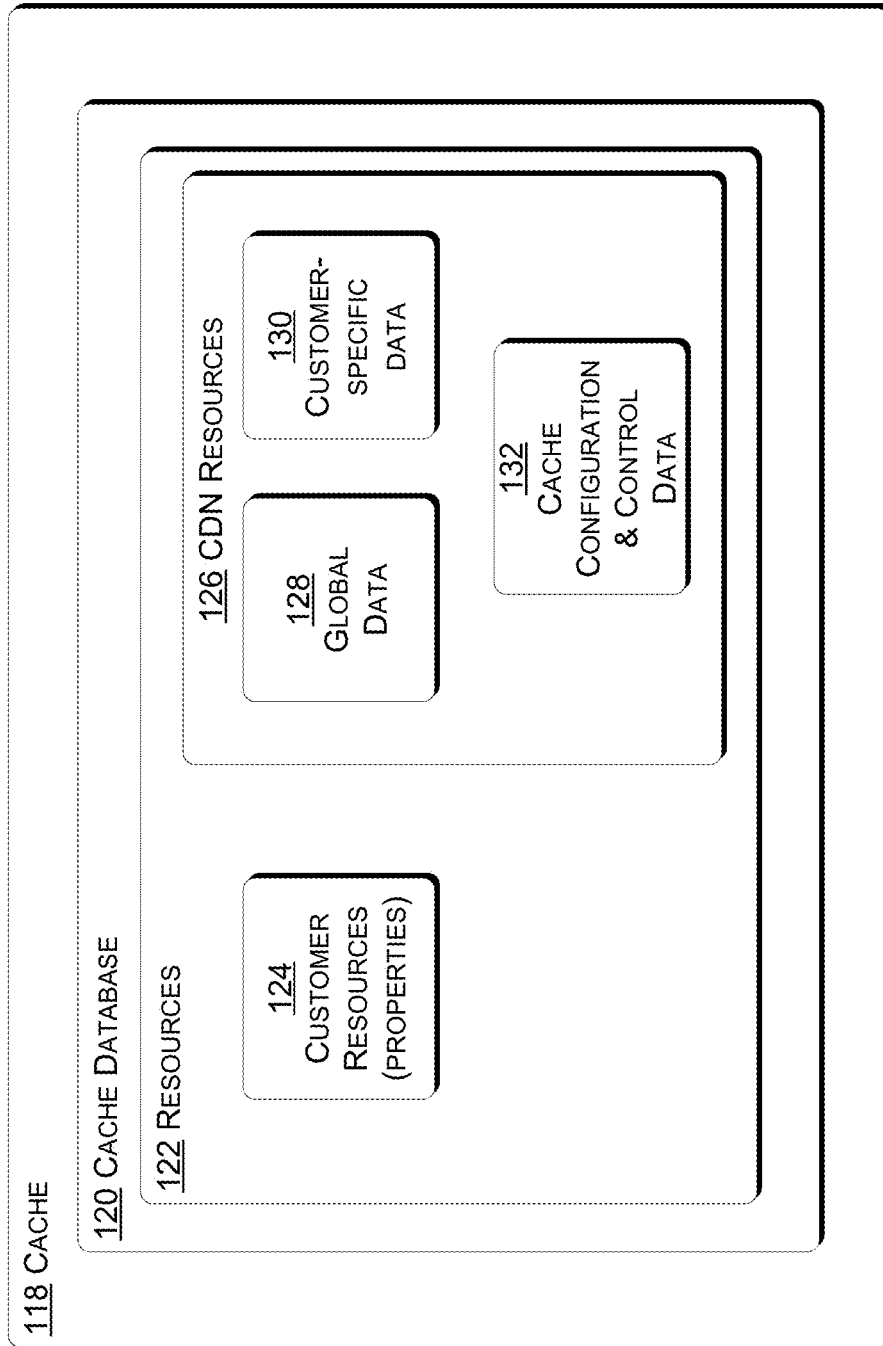 118 CACHE
120 CACHE DATABASE
122 RESOURCES
124
CUSTOMER
RESOURCES
(PROPERTIES)
126 CDN RESOURCES
128
GLOBAL
DATA
130
CUSTOMER-
SPECIFIC
DATA
132
CACHE
CONFIGURATION
& CONTROL
DATA